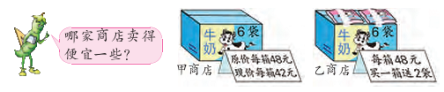 哪家商店卖得
便宜一些?
牛奶
6袋
原价每箱48元
现价每箱42元
甲商店
牛奶
6袋
每箱48元
买一箱送2袋
乙商店